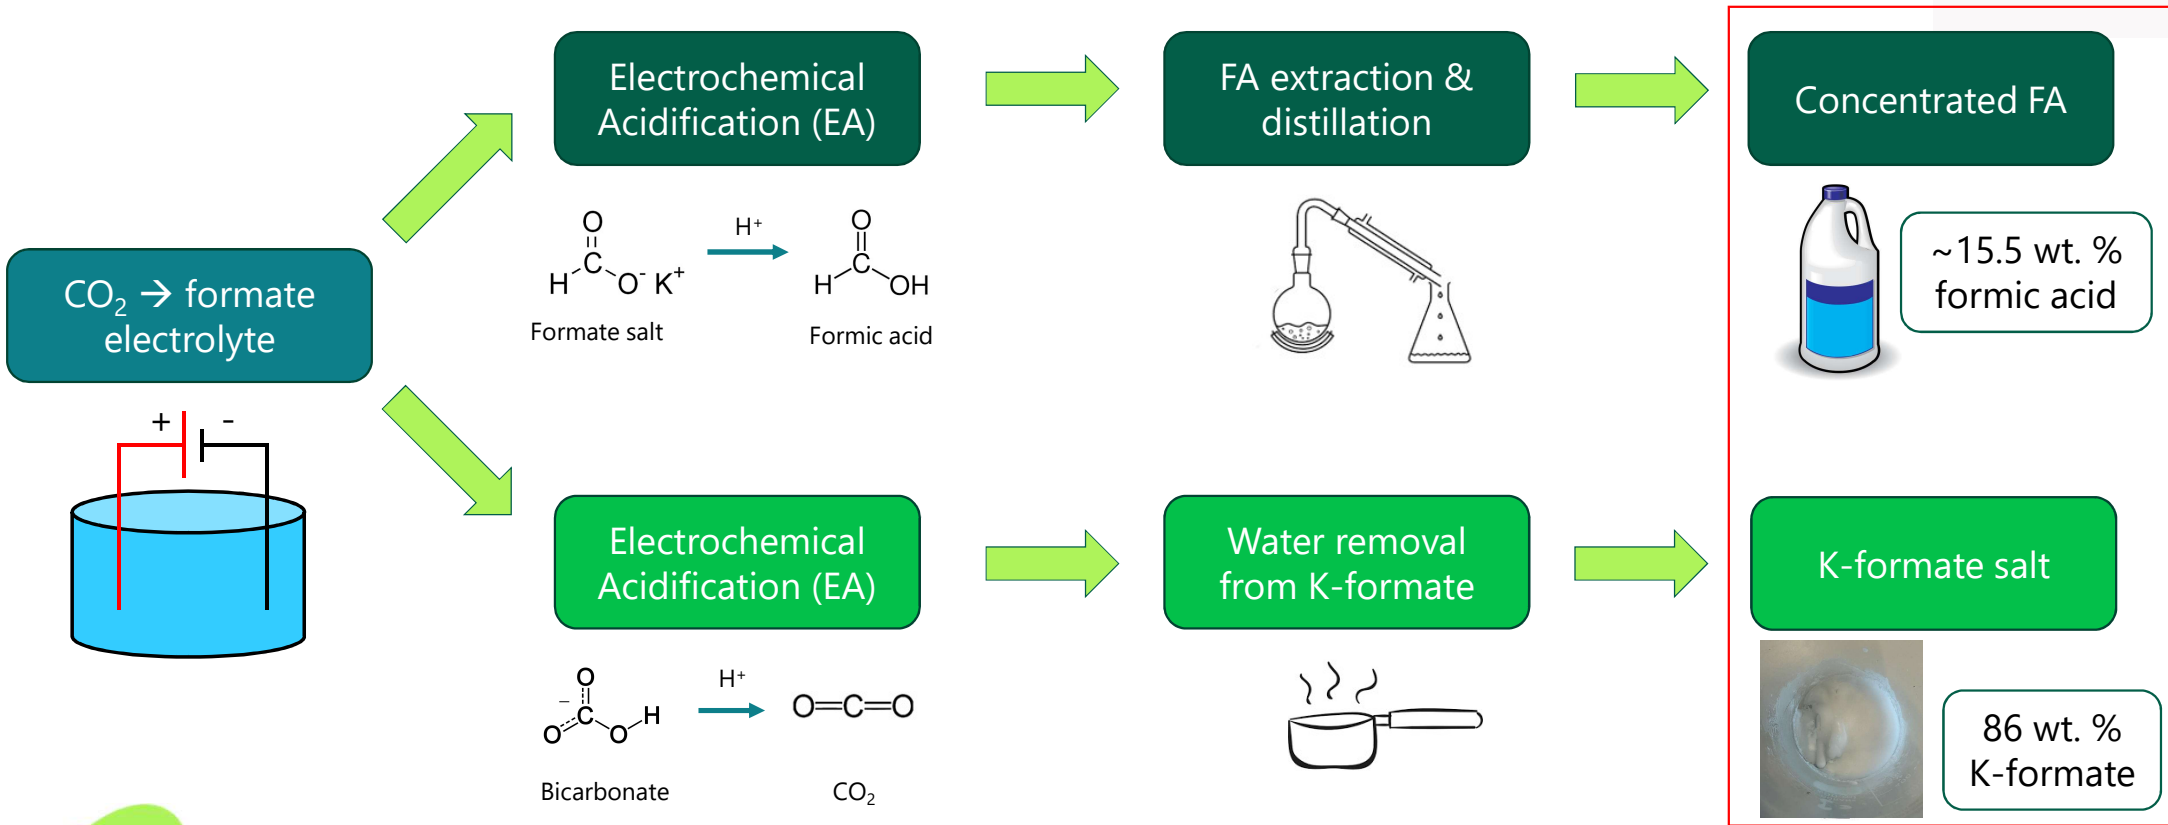 CO₂ → formate
electrolyte
+ -
Electrochemical
Acidification (EA)
O
H C O⁻ K⁺
Formate salt
H⁺
O
H C OH
Formic acid
FA extraction &
distillation
Concentrated FA
~15.5 wt. %
formic acid
Electrochemical
Acidification (EA)
O
− C H
O O
Bicarbonate
H⁺
O=C=O
CO₂
Water removal
from K-formate
K-formate salt
86 wt. %
K-formate